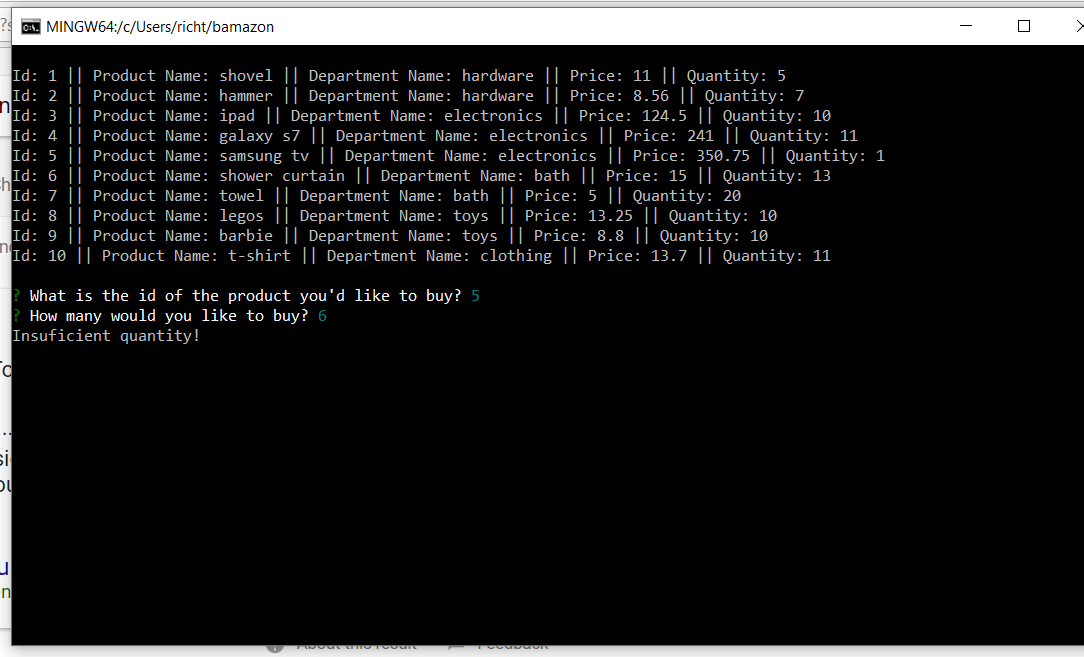 MINGW64:/c/Users/richt/bamazon
Id: 1 || Product Name: shovel || Department Name: hardware || Price: 11 || Quantity: 5
Id: 2 || Product Name: hammer || Department Name: hardware || Price: 8.56 || Quantity: 7
Id: 3 || Product Name: ipad || Department Name: electronics || Price: 124.5 || Quantity: 10
Id: 4 || Product Name: galaxy s7 || Department Name: electronics || Price: 241 || Quantity: 11
Id: 5 || Product Name: samsung tv || Department Name: electronics || Price: 350.75 || Quantity: 1
Id: 6 || Product Name: shower curtain || Department Name: bath || Price: 15 || Quantity: 13
Id: 7 || Product Name: towel || Department Name: bath || Price: 5 || Quantity: 20
Id: 8 || Product Name: legos || Department Name: toys || Price: 13.25 || Quantity: 10
Id: 9 || Product Name: barbie || Department Name: toys || Price: 8.8 || Quantity: 10
Id: 10 || Product Name: t-shirt || Department Name: clothing || Price: 13.7 || Quantity: 11
? What is the id of the product you'd like to buy? 5
? How many would you like to buy? 6
Insuficient quantity!
About this result Feedback